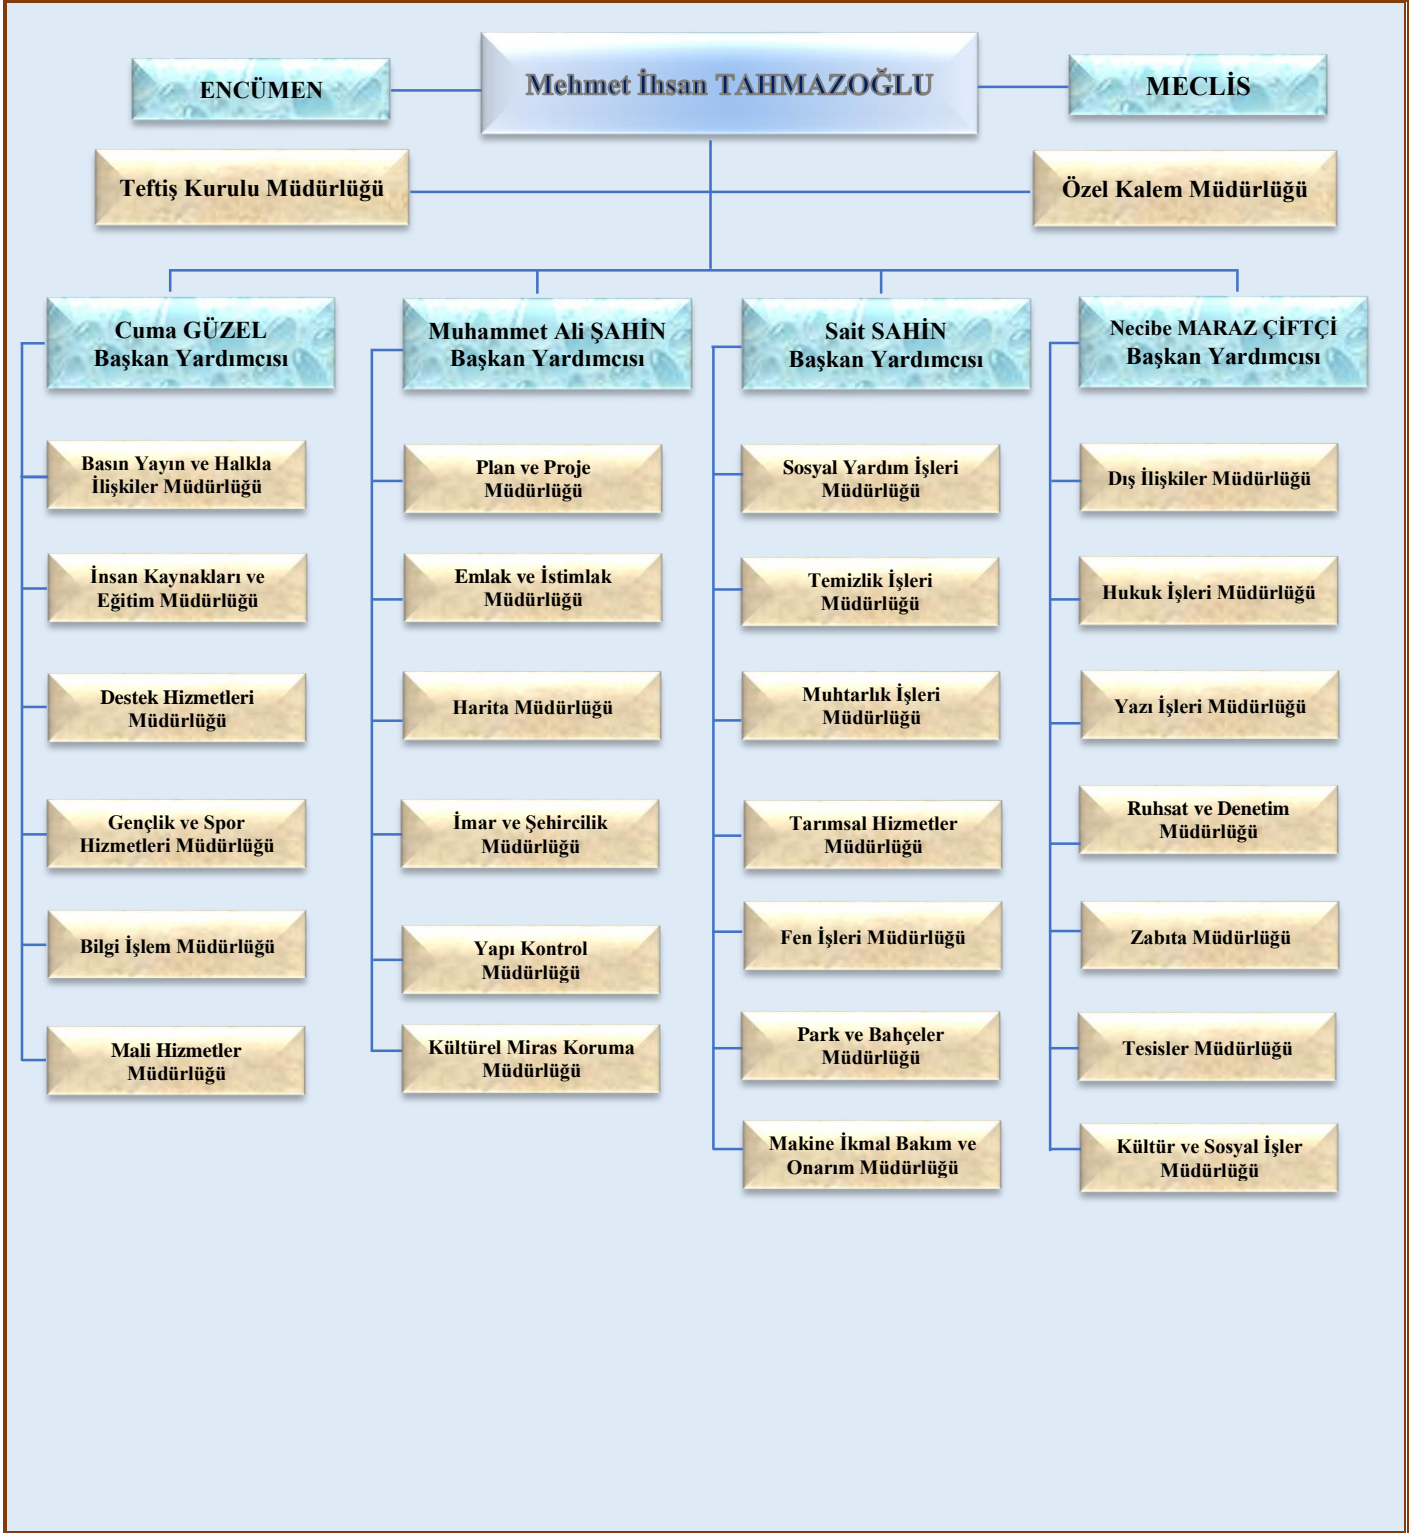 ENCÜMEN
Mehmet İhsan TAHMAZOĞLU
MECLİS
Teftiş Kurulu Müdürlüğü
Özel Kalem Müdürlüğü
Cuma GÜZEL
Başkan Yardımcısı
Muhammet Ali ŞAHİN
Başkan Yardımcısı
Sait SAHİN
Başkan Yardımcısı
Necibe MARAZ ÇİFTÇİ
Başkan Yardımcısı
Basın Yayın ve Halkla
İlişkiler Müdürlüğü
İnsan Kaynakları ve
Eğitim Müdürlüğü
Destek Hizmetleri
Müdürlüğü
Gençlik ve Spor
Hizmetleri Müdürlüğü
Bilgi İşlem Müdürlüğü
Mali Hizmetler
Müdürlüğü
Plan ve Proje
Müdürlüğü
Emlak ve İstimlak
Müdürlüğü
Harita Müdürlüğü
İmar ve Şehircilik
Müdürlüğü
Yapı Kontrol
Müdürlüğü
Kültürel Miras Koruma
Müdürlüğü
Sosyal Yardım İşleri
Müdürlüğü
Temizlik İşleri
Müdürlüğü
Muhtarlık İşleri
Müdürlüğü
Tarımsal Hizmetler
Müdürlüğü
Fen İşleri Müdürlüğü
Park ve Bahçeler
Müdürlüğü
Makine İkmal Bakım ve
Onarım Müdürlüğü
Dış İlişkiler Müdürlüğü
Hukuk İşleri Müdürlüğü
Yazı İşleri Müdürlüğü
Ruhsat ve Denetim
Müdürlüğü
Zabıta Müdürlüğü
Tesisler Müdürlüğü
Kültür ve Sosyal İşler
Müdürlüğü